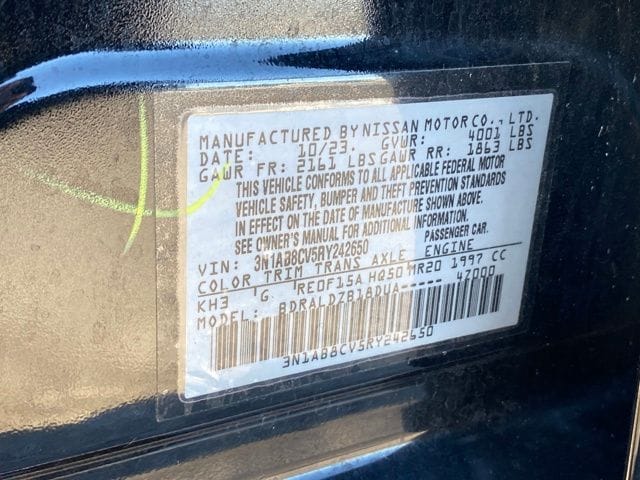 MANUFACTURED BY NISSAN MOTOR CO., LTD.
DATE: 10/23. GVWR: 4001 LBS
GAWR FR: 2161 LBS GAWR RR: 1863 LBS
THIS VEHICLE CONFORMS TO ALL APPLICABLE FEDERAL MOTOR
VEHICLE SAFETY, BUMPER AND THEFT PREVENTION STANDARDS
IN EFFECT ON THE DATE OF MANUFACTURE SHOWN ABOVE.
SEE OWNER'S MANUAL FOR ADDITIONAL INFORMATION.
VIN: 3N1AB8CV5RY242650 PASSENGER CAR.
COLOR TRIM TRANS AXLE ENGINE
KH3 G RE0F15A HQ50 MR20 1997 CC
MODEL: BDRALDZB18DUA----- 47000
3N1AB8CV5RY242650